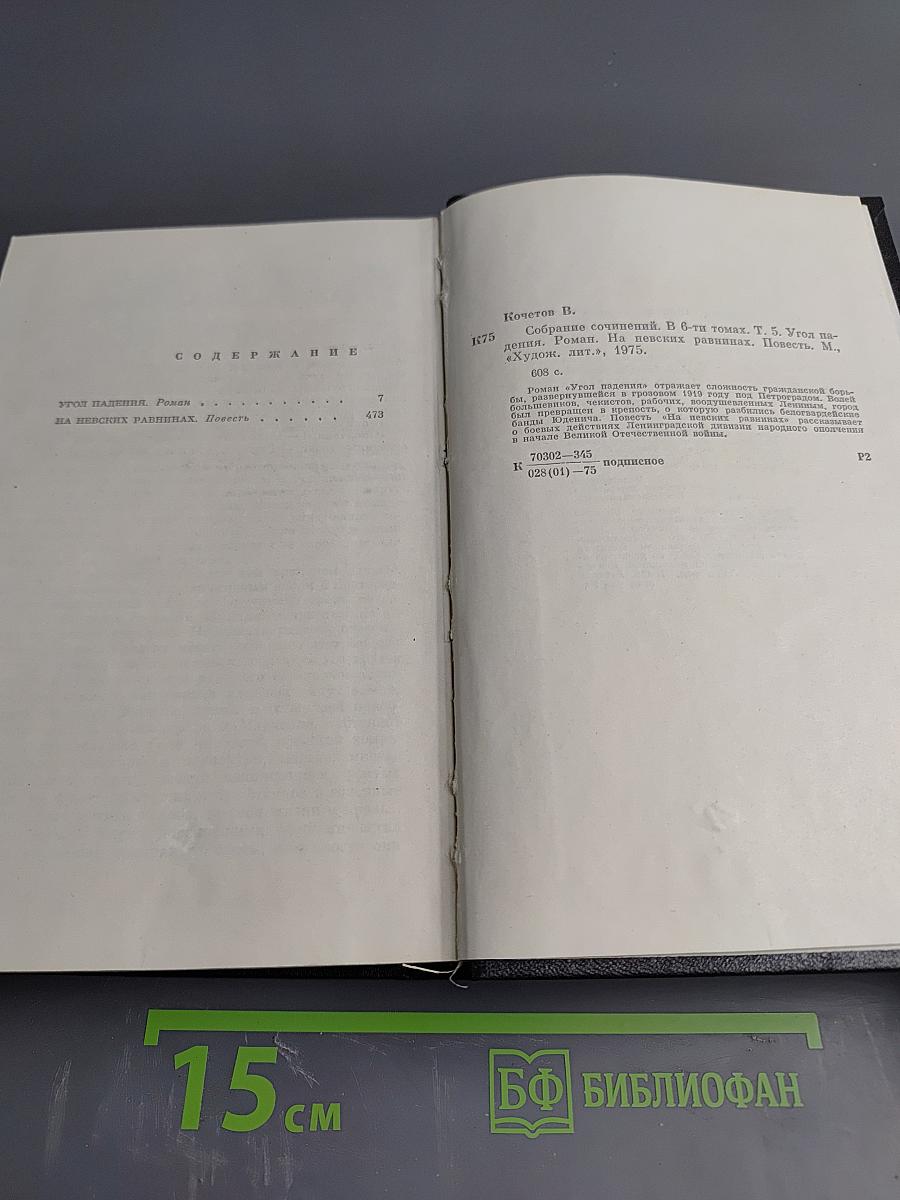 СОДЕРЖАНИЕ
УГОЛ ПАДЕНИЯ. Роман . . . . . . . . . . . . 7
НА НЕВСКИХ РАВНИНАХ. Повесть . . . . . . . 473
Кочетов В.
К75 Собрание сочинений. В 6-ти томах. Т. 5. Угол па-
дения. Роман. На невских равнинах. Повесть. М.,
«Худож. лит.», 1975.
608 с.
Роман «Угол падения» отражает сложность гражданской борь-
бы, развернувшейся в грозовом 1919 году под Петроградом. Волей
большевиков, чекистов, рабочих, воодушевленных Лениным, город
был превращен в крепость, о которую разбились белогвардейские
банды Юденича. Повесть «На невских равнинах» рассказывает
о боевых действиях Ленинградской дивизии народного ополчения
в начале Великой Отечественной войны.
70302—345
К подписное Р2
028(01)—75
15 см
БФ БИБЛИОФАН